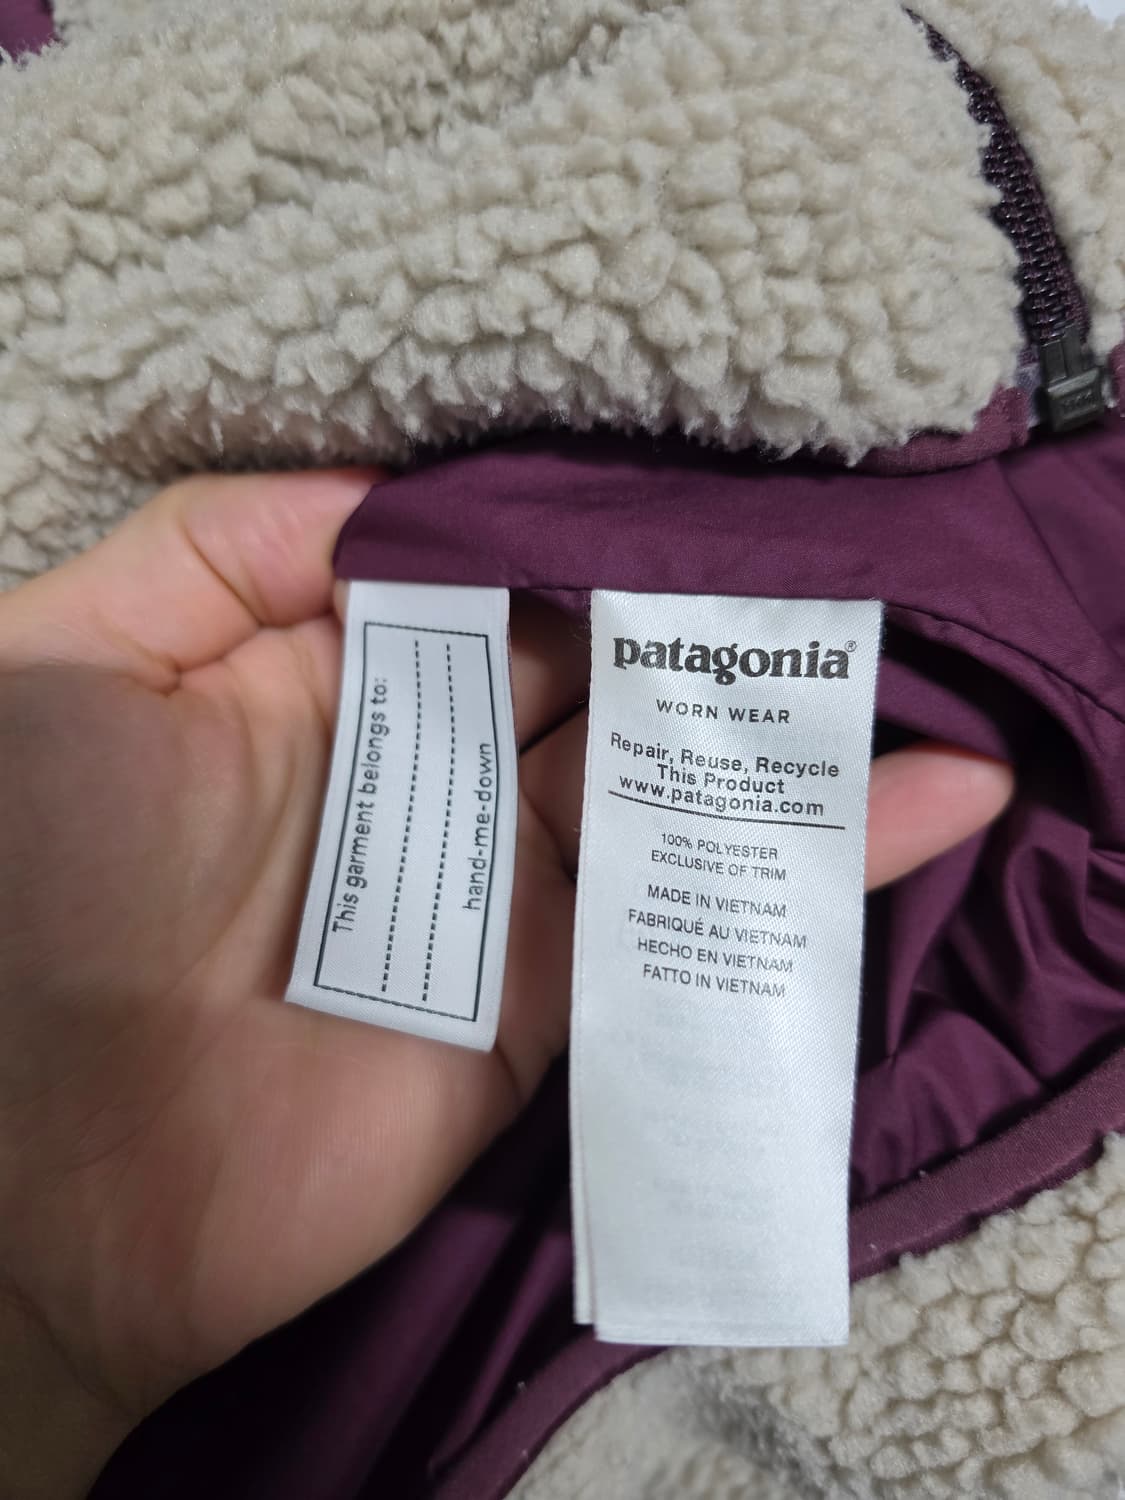 This garment belongs to:
hand-me-down
patagonia®
WORN WEAR
Repair, Reuse, Recycle
This Product
www.patagonia.com
100% POLYESTER
EXCLUSIVE OF TRIM
MADE IN VIETNAM
FABRIQUÉ AU VIETNAM
HECHO EN VIETNAM
FATTO IN VIETNAM